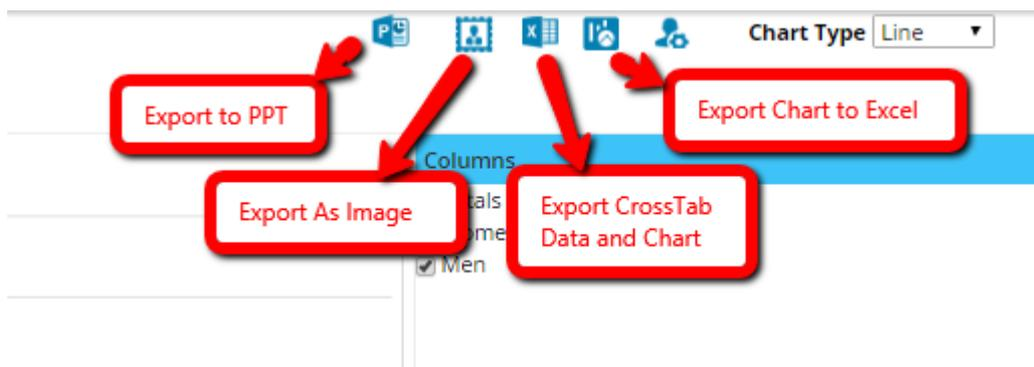 Chart Type Line
Export to PPT
Export Chart to Excel
Columns
Export As Image
tals
Export CrossTab
Data and Chart
Men